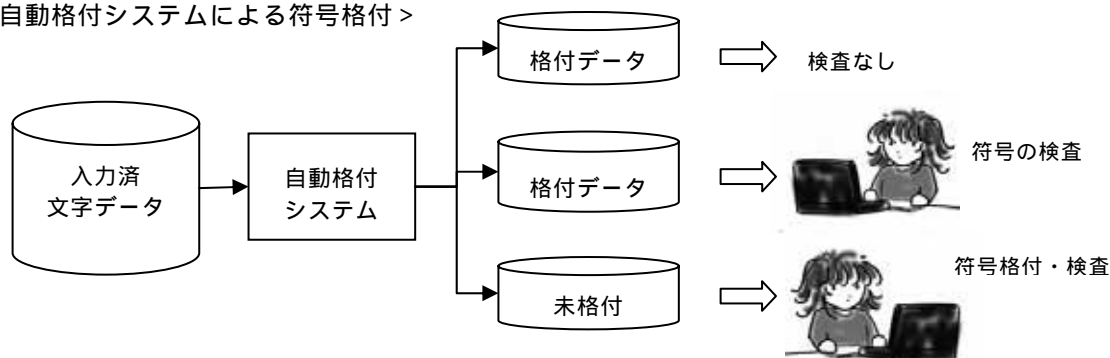 自動格付システムによる符号格付>
格付データ
検査なし
入力済
文字データ
自動格付
システム
格付データ
符号の検査
未格付
符号格付・検査